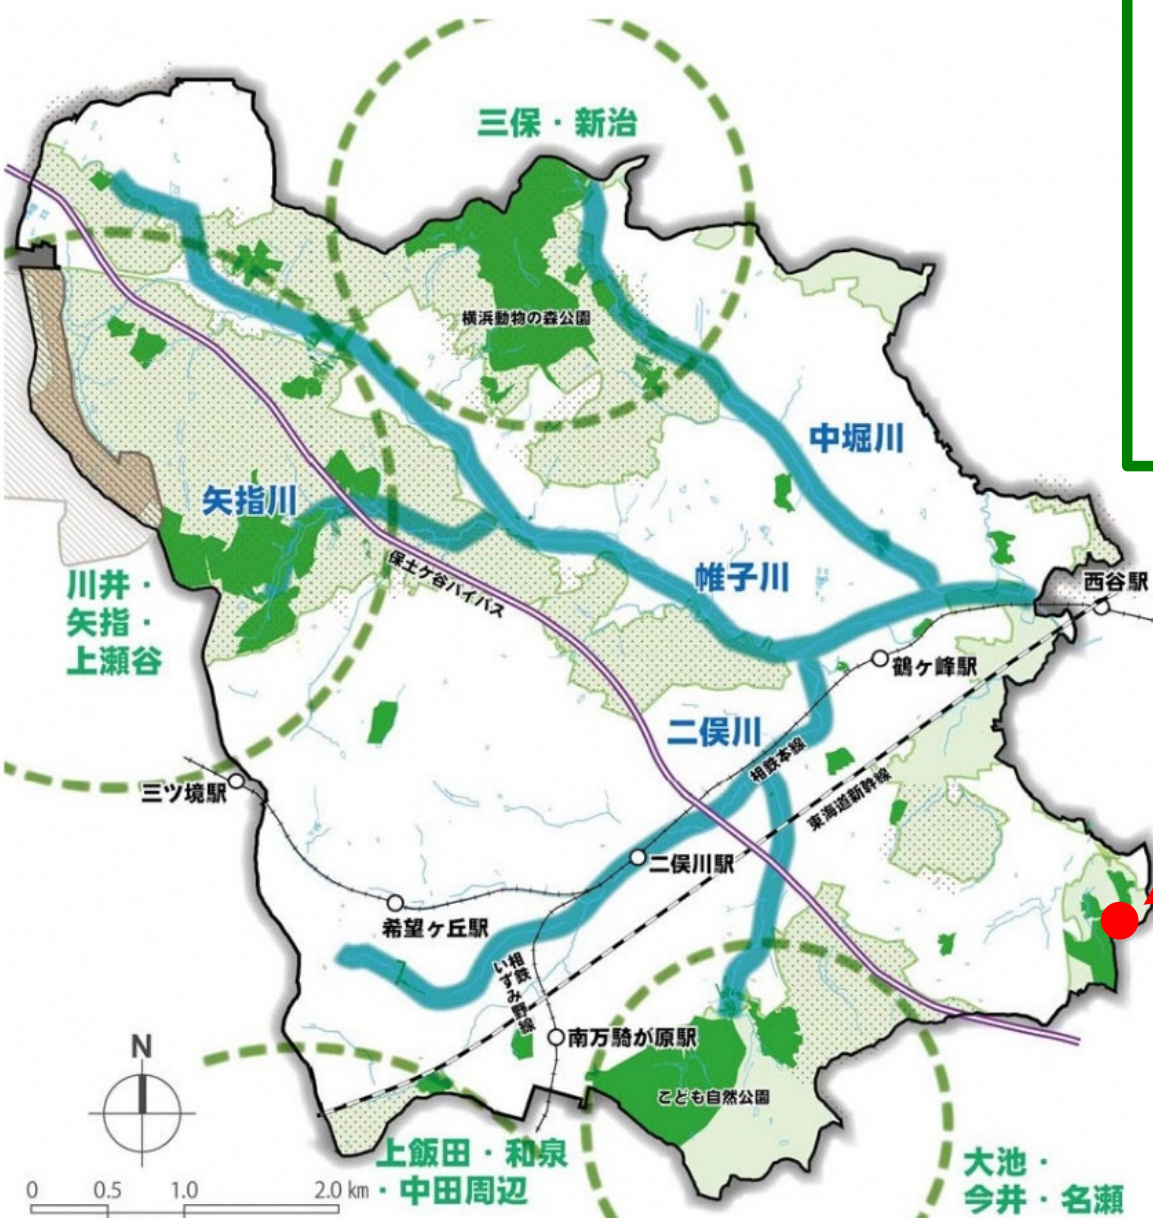 三保・新治
横浜動物の森公園
中堀川
矢指川
保土ケ谷バイパス
帷子川
西谷駅
川井・
矢指・
上瀬谷
鶴ヶ峰駅
二俣川
相鉄本線
三ツ境駅
東海道新幹線
二俣川駅
希望ヶ丘駅
相鉄
いずみ野線
南万騎が原駅
N
こども自然公園
上飯田・和泉
・中田周辺
大池・
今井・名瀬
0 0.5 1.0 2.0 km